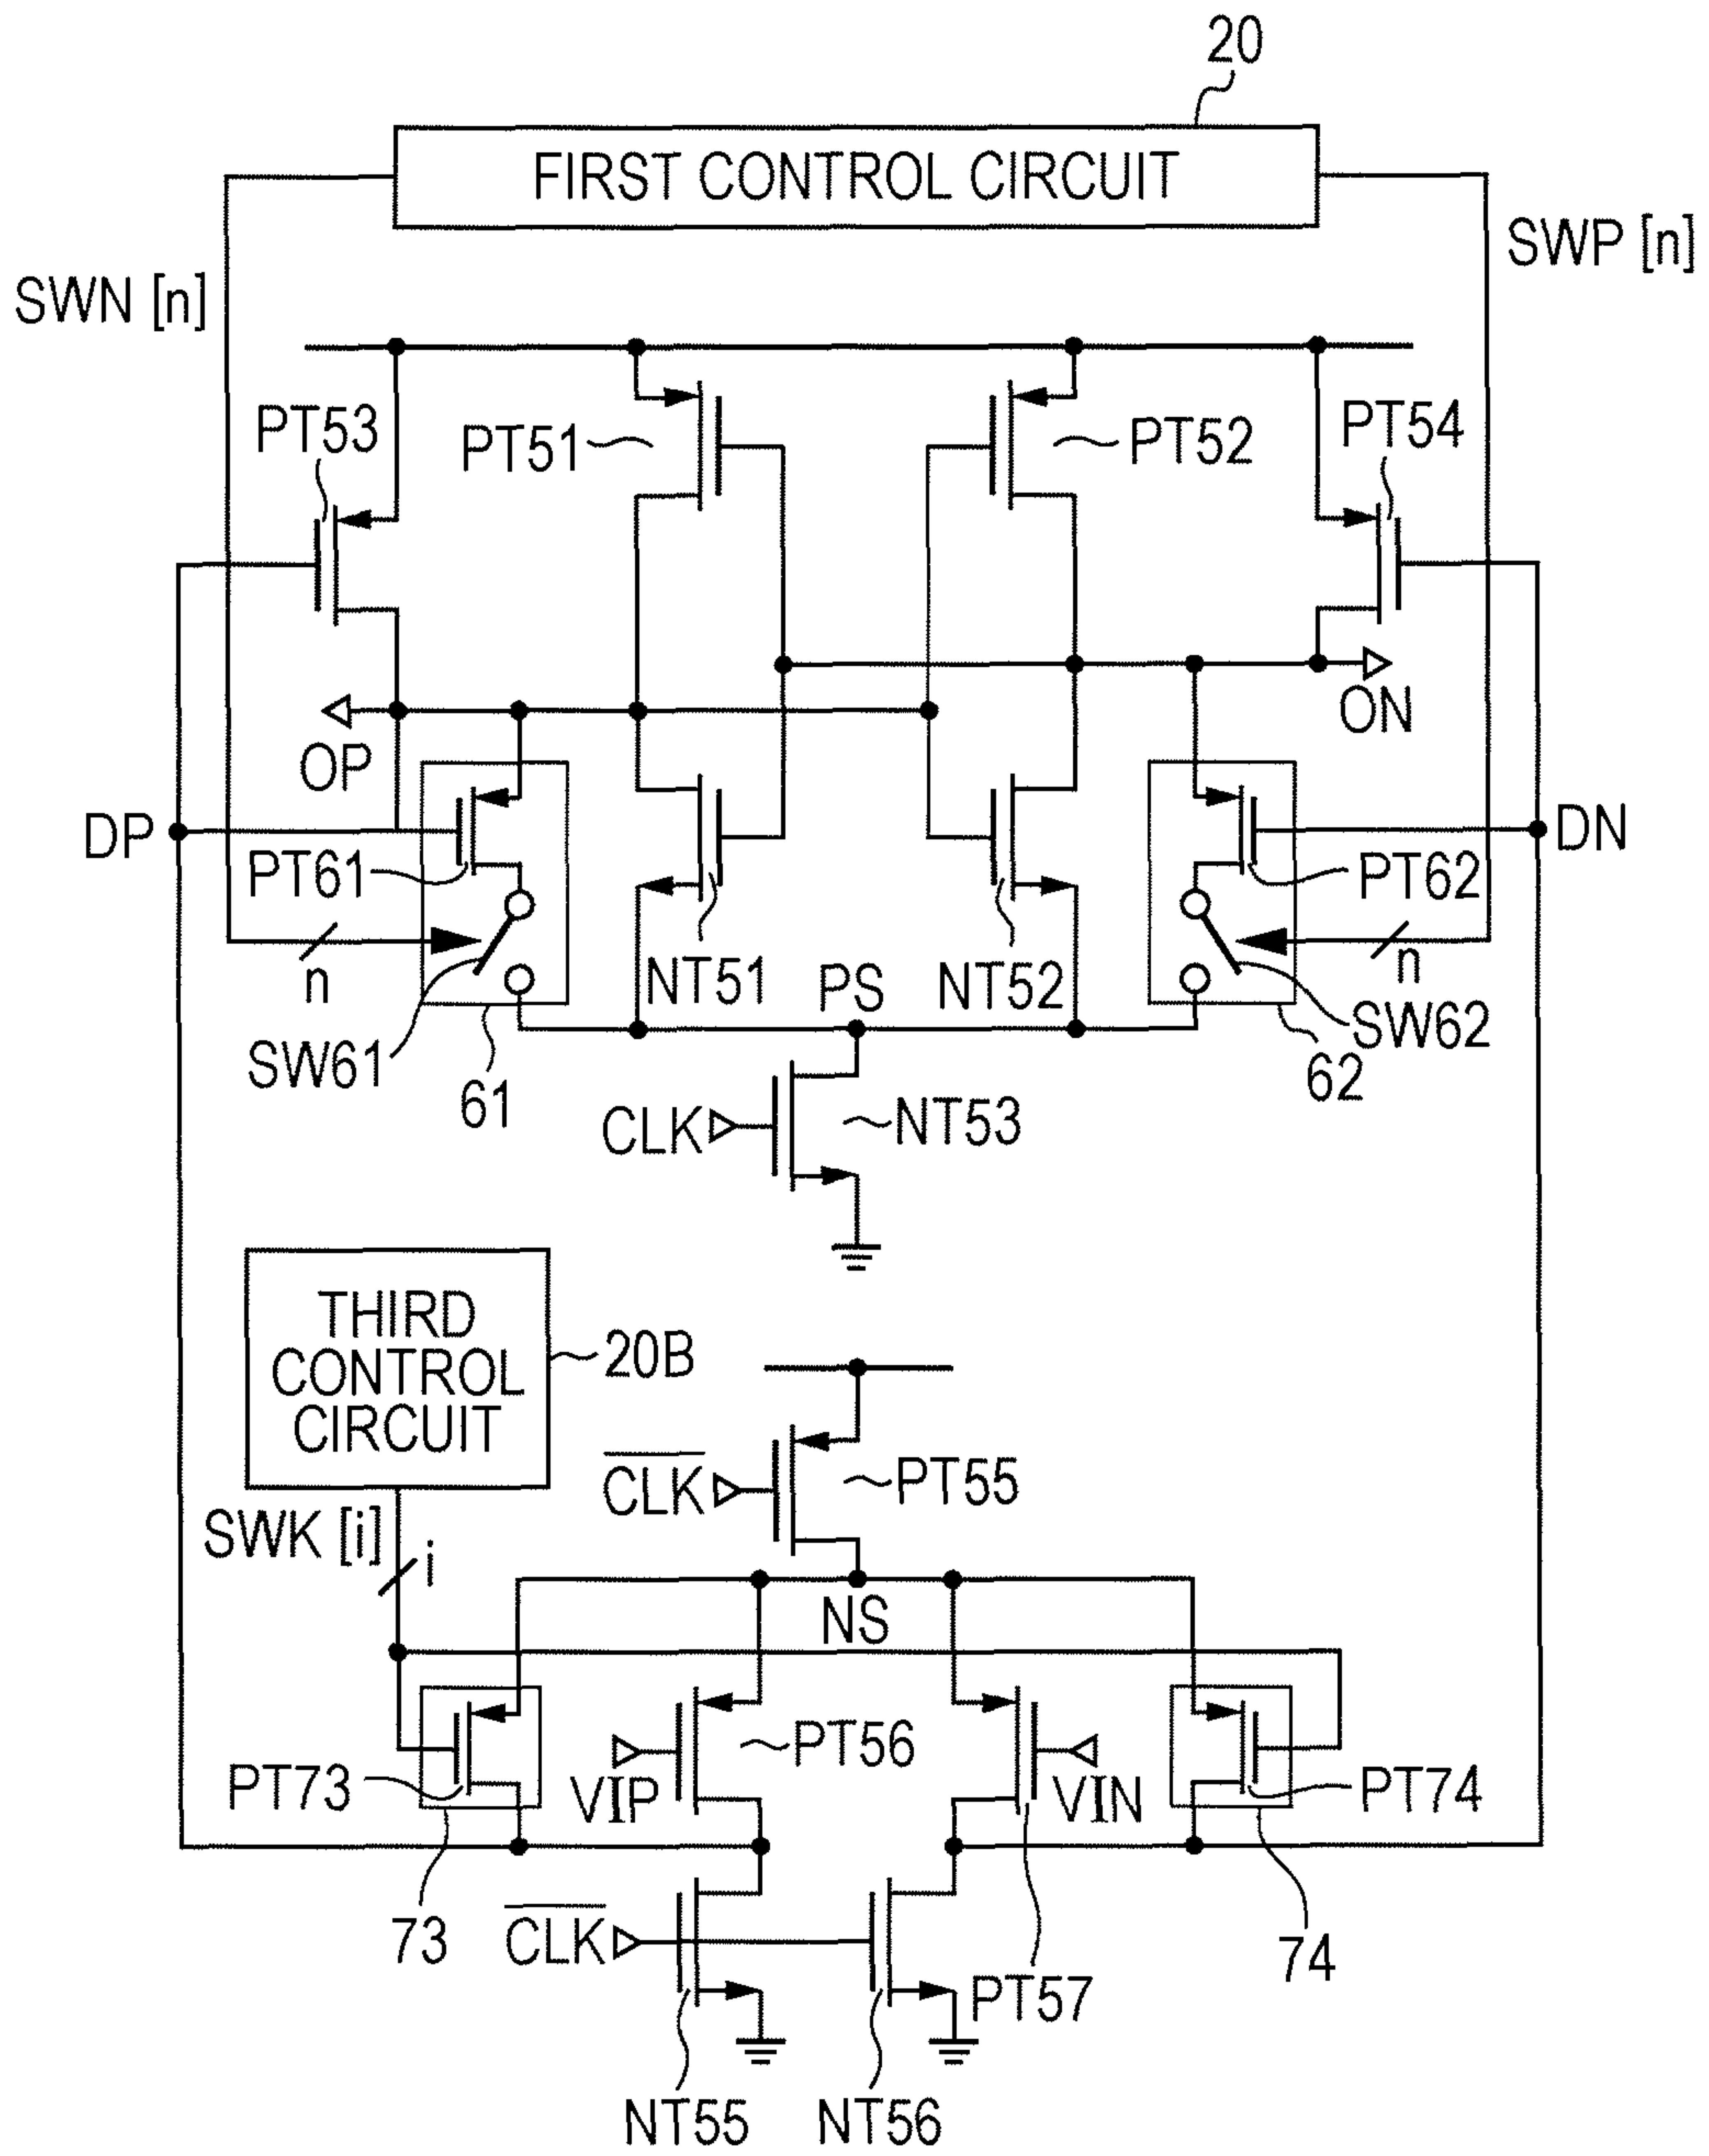 20
FIRST CONTROL CIRCUIT
SWP [n]
SWN [n]
PT53
PT51
PT52
PT54
OP
ON
DP
DN
PT61
PT62
n
n
NT51
PS
NT52
SW61
SW62
61
62
CLK
NT53
THIRD
CONTROL
CIRCUIT
20B
CLK
PT55
SWK [i]
i
NS
PT73
VIP
PT56
VIN
PT74
73
CLK
PT57
74
NT55
NT56